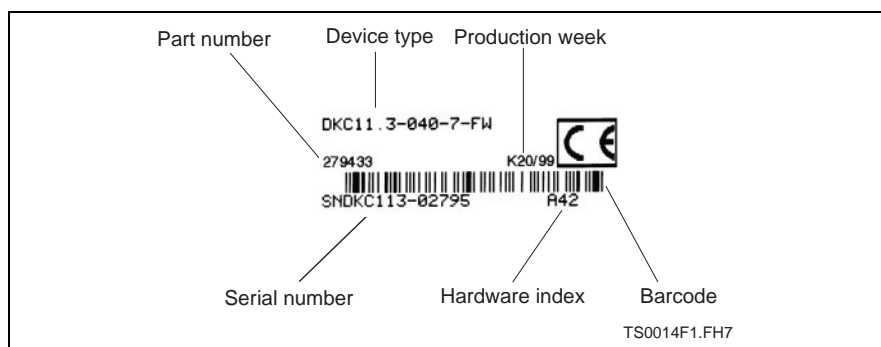 Part number Device type Production week
DKC11.3-040-7-FW
CE
279433 K20/99
SNDKC113-02795 A42
Serial number Hardware index Barcode
TS0014F1.FH7